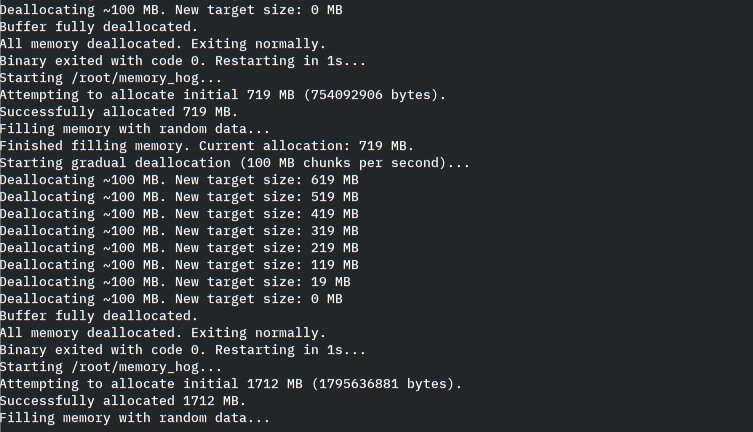 Deallocating ~100 MB. New target size: 0 MB
Buffer fully deallocated.
All memory deallocated. Exiting normally.
Binary exited with code 0. Restarting in 1s...
Starting /root/memory_hog...
Attempting to allocate initial 719 MB (754092906 bytes).
Successfully allocated 719 MB.
Filling memory with random data...
Finished filling memory. Current allocation: 719 MB.
Starting gradual deallocation (100 MB chunks per second)...
Deallocating ~100 MB. New target size: 619 MB
Deallocating ~100 MB. New target size: 519 MB
Deallocating ~100 MB. New target size: 419 MB
Deallocating ~100 MB. New target size: 319 MB
Deallocating ~100 MB. New target size: 219 MB
Deallocating ~100 MB. New target size: 119 MB
Deallocating ~100 MB. New target size: 19 MB
Deallocating ~100 MB. New target size: 0 MB
Buffer fully deallocated.
All memory deallocated. Exiting normally.
Binary exited with code 0. Restarting in 1s...
Starting /root/memory_hog...
Attempting to allocate initial 1712 MB (1795636881 bytes).
Successfully allocated 1712 MB.
Filling memory with random data...